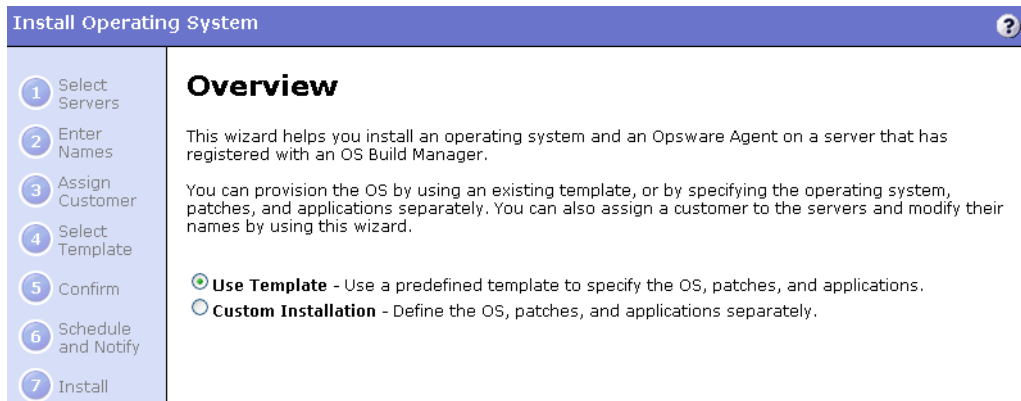 Install Operating System
?
1 Select
Servers
2 Enter
Names
3 Assign
Customer
4 Select
Template
5 Confirm
6 Schedule
and Notify
7 Install
Overview
This wizard helps you install an operating system and an Opsware Agent on a server that has
registered with an OS Build Manager.
You can provision the OS by using an existing template, or by specifying the operating system,
patches, and applications separately. You can also assign a customer to the servers and modify their
names by using this wizard.
Use Template - Use a predefined template to specify the OS, patches, and applications.
Custom Installation - Define the OS, patches, and applications separately.